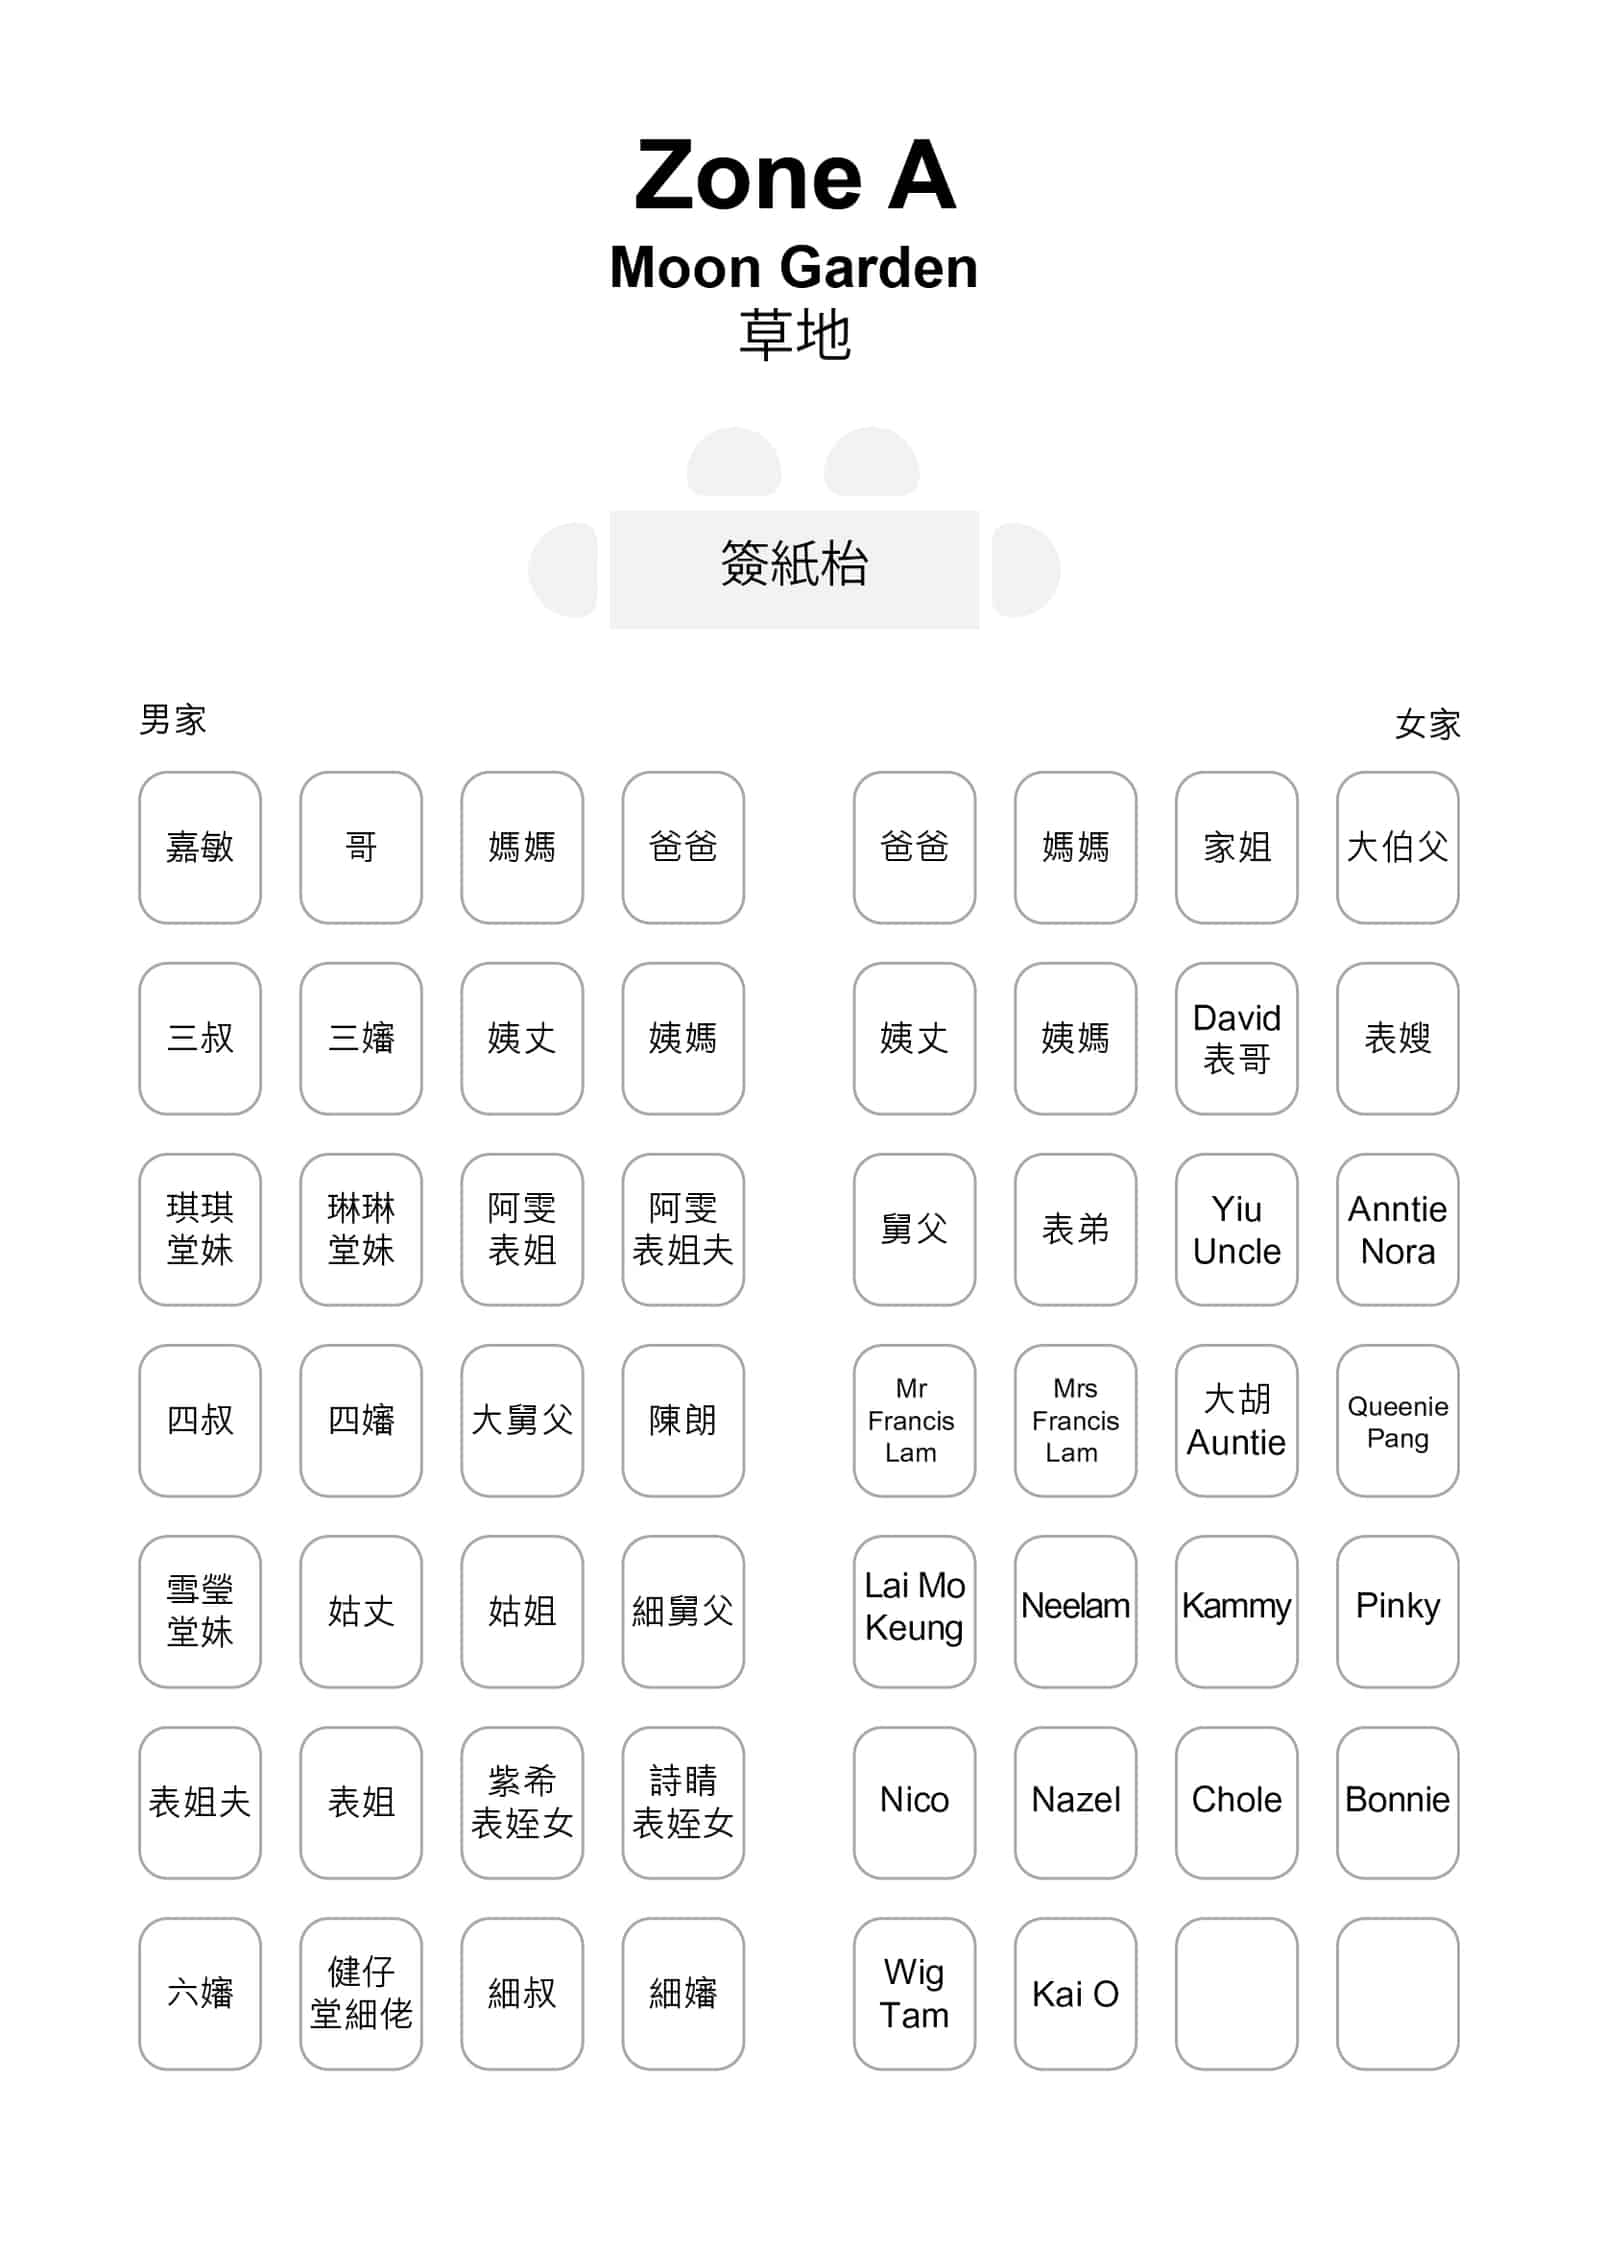 Zone A
Moon Garden
草地
簽紙枱
男家
女家
嘉敏
哥
媽媽
爸爸
爸爸
媽媽
家姐
大伯父
三叔
三嬸
姨丈
姨媽
姨丈
姨媽
David
表哥
表嫂
琪琪
堂妹
琳琳
堂妹
阿雯
表姐
阿雯
表姐夫
舅父
表弟
Yiu
Uncle
Anntie
Nora
四叔
四嬸
大舅父
陳朗
Mr
Francis
Lam
Mrs
Francis
Lam
大胡
Auntie
Queenie
Pang
雪瑩
堂妹
姑丈
姑姐
細舅父
Lai Mo
Keung
Neelam
Kammy
Pinky
表姐夫
表姐
紫希
表姪女
詩晴
表姪女
Nico
Nazel
Chole
Bonnie
六嬸
健仔
堂細佬
細叔
細嬸
Wig
Tam
Kai O